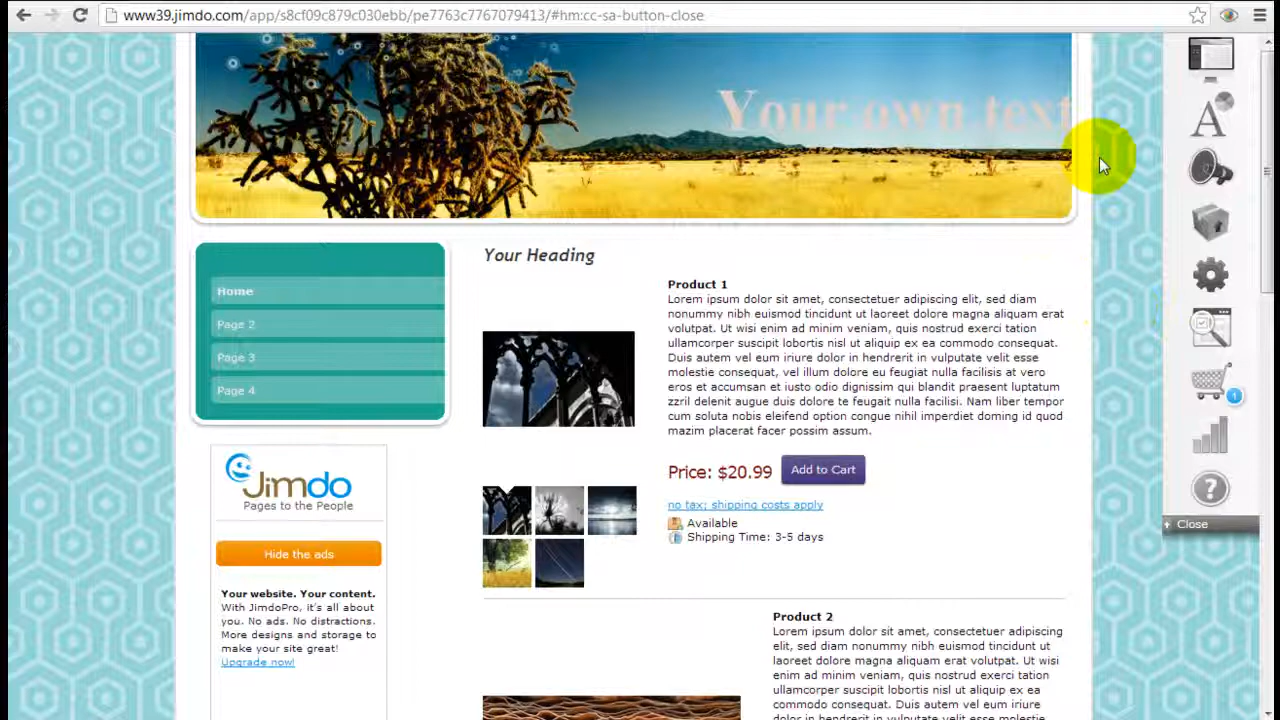 www39.jimdo.com/app/s8cf09c879c030ebb/pe7763c7767079413/#hm:cc-sa-button-close
Your own text
Home
Page 2
Page 3
Page 4
Jimdo
Pages to the People
Hide the ads
Your website. Your content.
With JimdoPro, it's all about
you. No ads. No distractions.
More designs and storage to
make your site great!
Upgrade now!
Your Heading
Product 1
Lorem ipsum dolor sit amet, consectetuer adipiscing elit, sed diam
nonummy nibh euismod tincidunt ut laoreet dolore magna aliquam erat
volutpat. Ut wisi enim ad minim veniam, quis nostrud exerci tation
ullamcorper suscipit lobortis nisl ut aliquip ex ea commodo consequat.
Duis autem vel eum iriure dolor in hendrerit in vulputate velit esse
molestie consequat, vel illum dolore eu feugiat nulla facilisis at vero
eros et accumsan et iusto odio dignissim qui blandit praesent luptatum
zzril delenit augue duis dolore te feugait nulla facilisi. Nam liber tempor
cum soluta nobis eleifend option congue nihil imperdiet doming id quod
mazim placerat facer possim assum.
Price: $20.99
Add to Cart
no tax; shipping costs apply
Available
Shipping Time: 3-5 days
Product 2
Lorem ipsum dolor sit amet, consectetuer adipiscing
elit, sed diam nonummy nibh euismod tincidunt ut
laoreet dolore magna aliquam erat volutpat. Ut wisi
enim ad minim veniam, quis nostrud exerci tation
ullamcorper suscipit lobortis nisl ut aliquip ex ea
commodo consequat. Duis autem vel eum iriure dolor
in hendrerit in vulputate velit esse molestie
A
1
?
+ Close